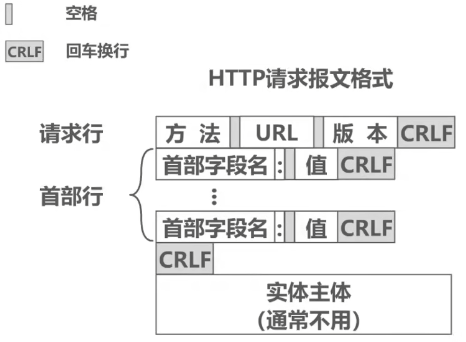 空格
CRLF 回车换行
HTTP请求报文格式
请求行 方 法 URL 版 本 CRLF
首部字段名 : 值 CRLF
首部行 ⋮
首部字段名 : 值 CRLF
CRLF
实体主体
(通常不用)